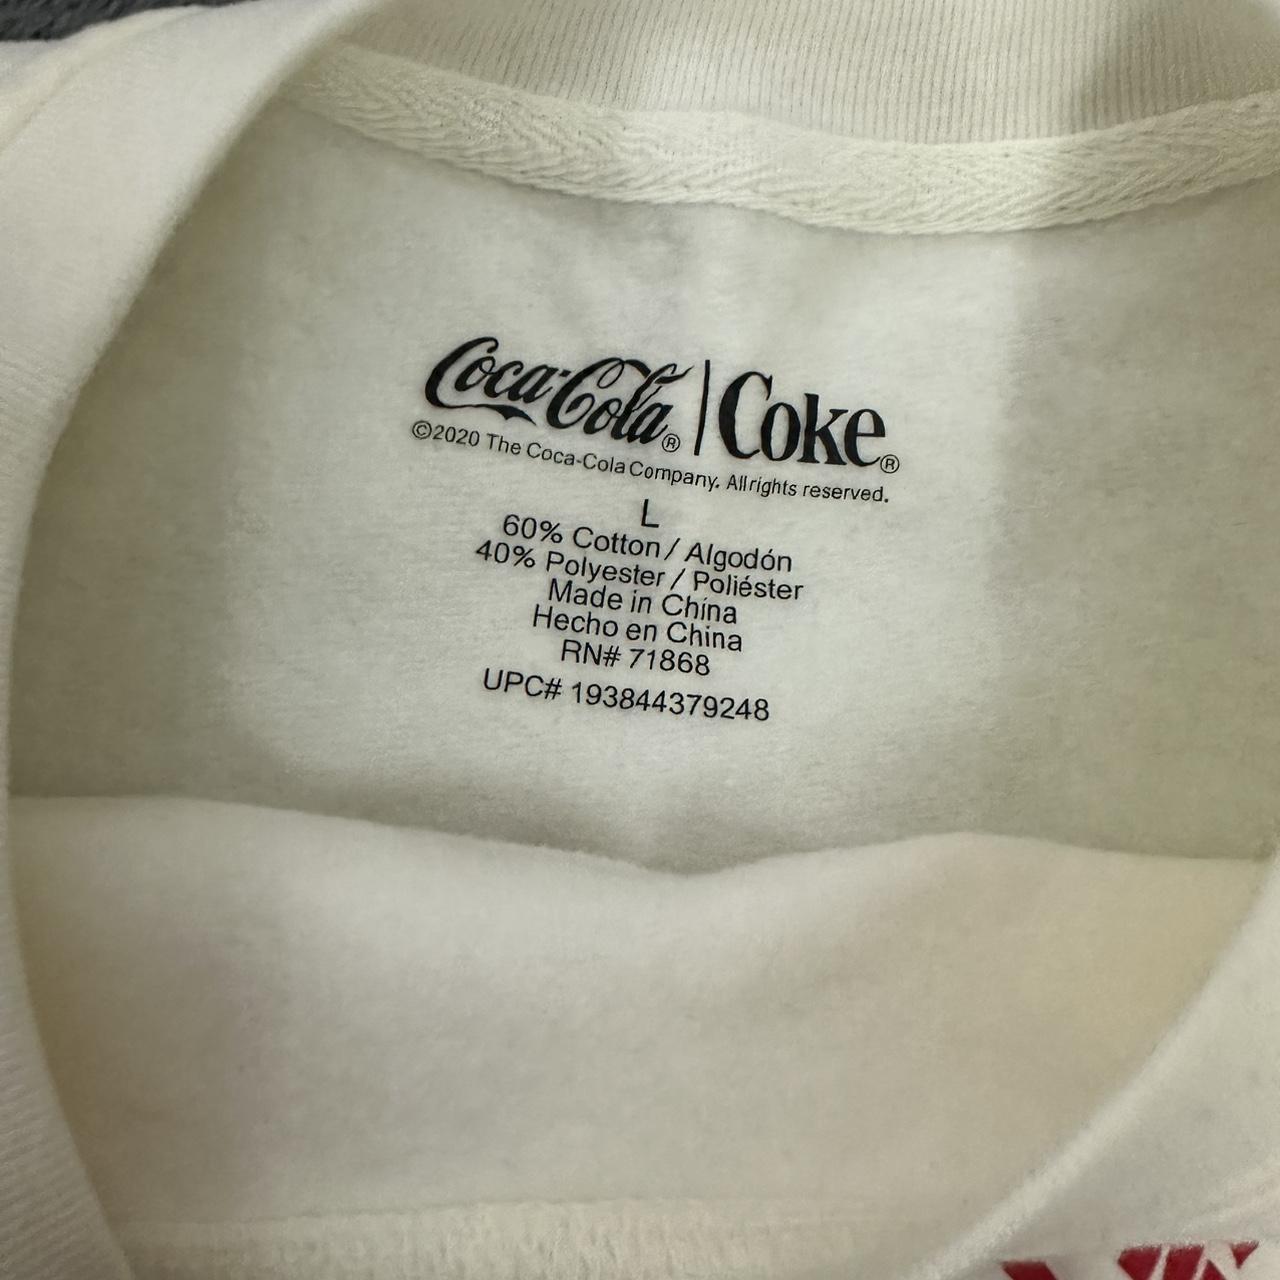 Coca-Cola® | Coke®
©2020 The Coca-Cola Company. All rights reserved.
L
60% Cotton / Algodón
40% Polyester / Poliéster
Made in China
Hecho en China
RN# 71868
UPC# 193844379248